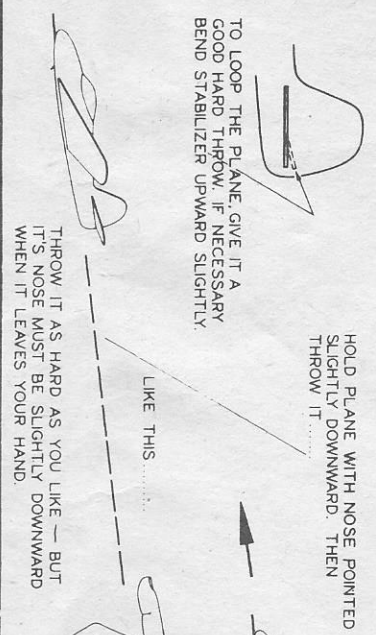 HOLD PLANE WITH NOSE POINTED
SLIGHTLY DOWNWARD. THEN
THROW IT ......
TO LOOP THE PLANE, GIVE IT A
GOOD HARD THROW. IF NECESSARY
BEND STABILIZER UPWARD SLIGHTLY.
LIKE THIS .......
THROW IT AS HARD AS YOU LIKE — BUT
IT'S NOSE MUST BE SLIGHTLY DOWNWARD
WHEN IT LEAVES YOUR HAND.